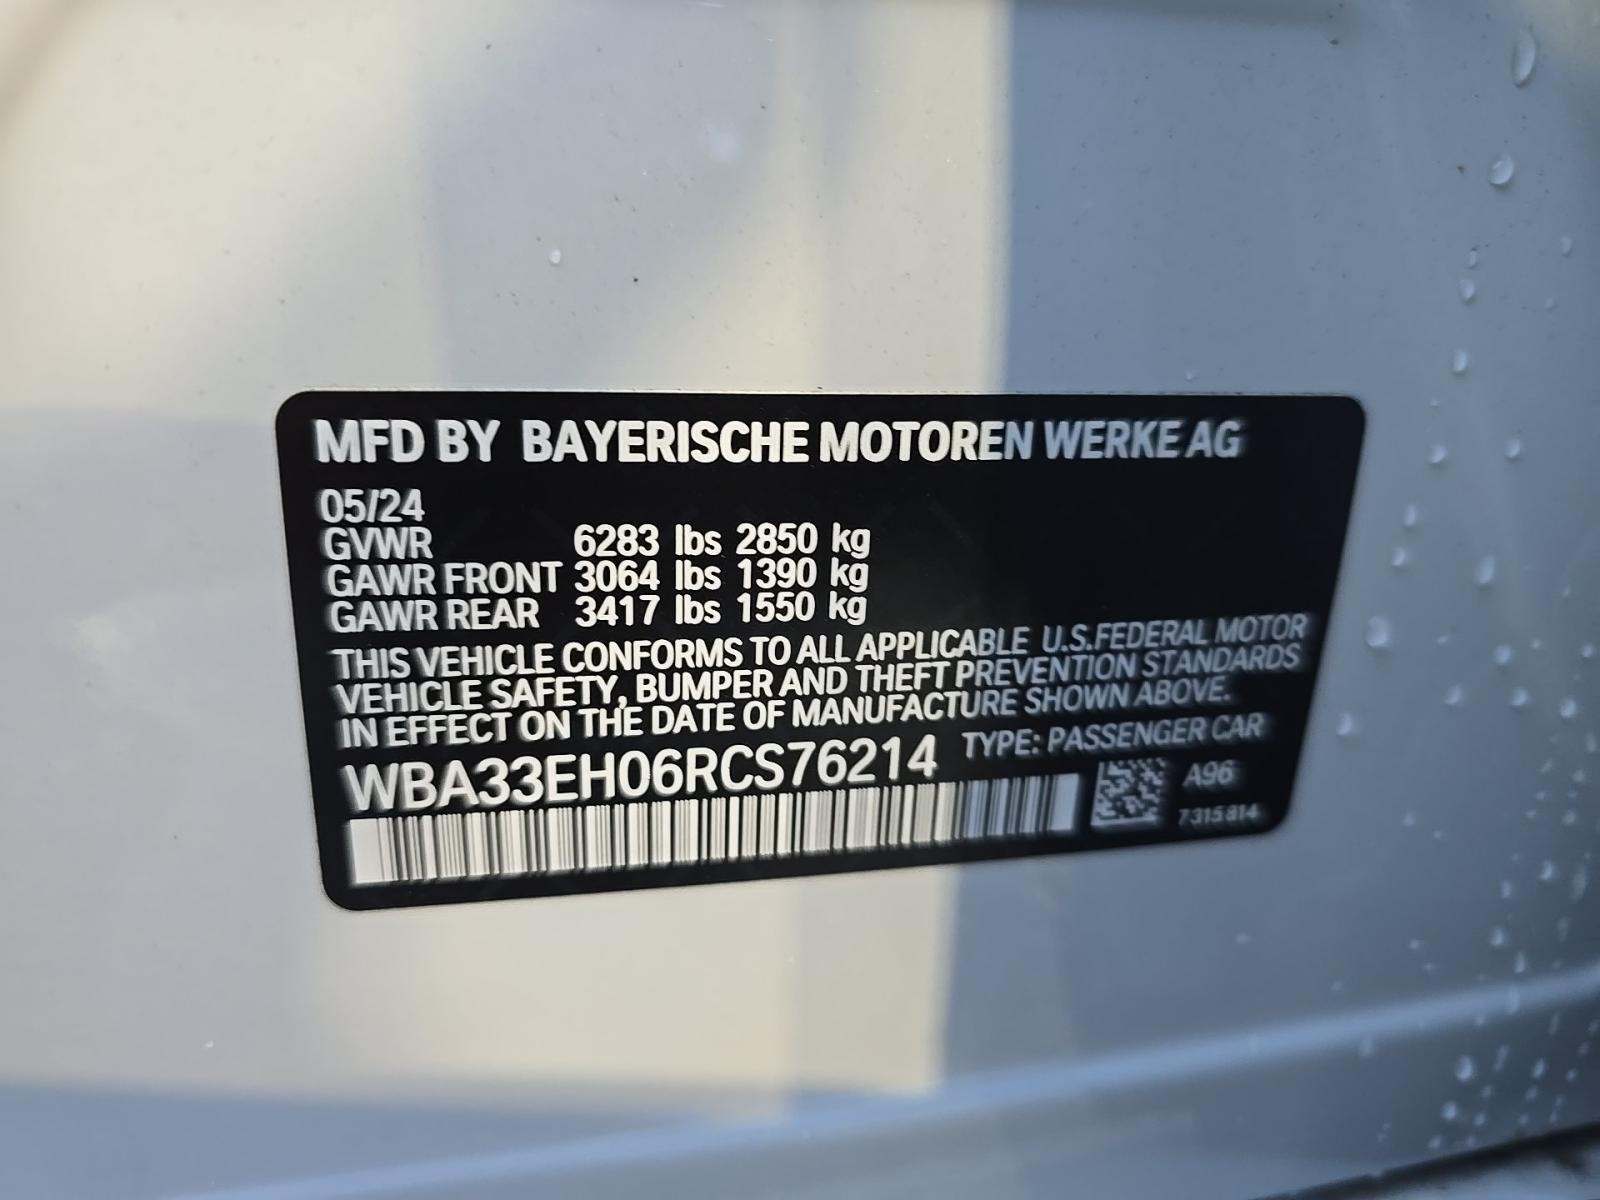 MFD BY BAYERISCHE MOTOREN WERKE AG
05/24
GVWR 6283 lbs 2850 kg
GAWR FRONT 3064 lbs 1390 kg
GAWR REAR 3417 lbs 1550 kg
THIS VEHICLE CONFORMS TO ALL APPLICABLE U.S.FEDERAL MOTOR
VEHICLE SAFETY, BUMPER AND THEFT PREVENTION STANDARDS
IN EFFECT ON THE DATE OF MANUFACTURE SHOWN ABOVE.
WBA33EH06RCS76214 TYPE: PASSENGER CAR
A96
7315814